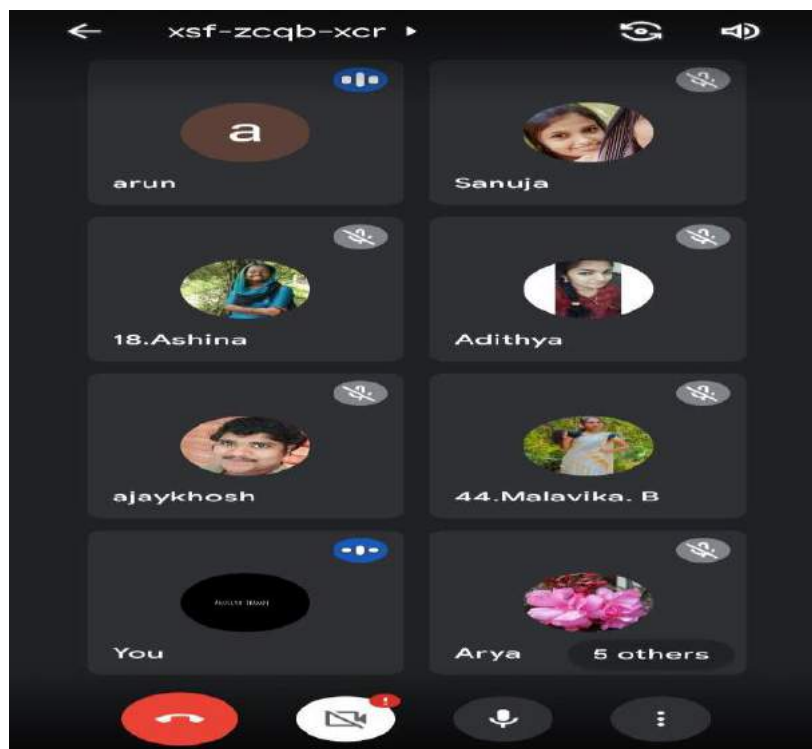 xsf-zcqb-xcr
a
arun
Sanuja
18.Ashina
Adithya
ajaykhosh
44.Malavika. B
You
Arya
5 others